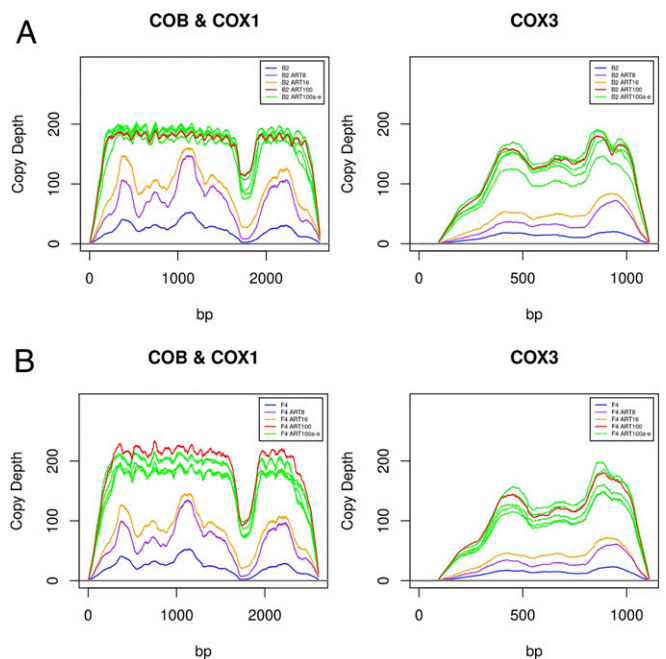 A
COB & COX1
COX3
Copy Depth
200
100
0
B2
B2 ART8
B2 ART16
B2 ART100
B2 ART100a-e
0
1000
2000
bp
Copy Depth
200
100
0
B2
B2 ART8
B2 ART16
B2 ART100
B2 ART100a-e
0
500
1000
bp
B
COB & COX1
COX3
Copy Depth
200
100
0
F4
F4 ART8
F4 ART16
F4 ART100
F4 ART100a-e
0
1000
2000
bp
Copy Depth
200
100
0
F4
F4 ART8
F4 ART16
F4 ART100
F4 ART100a-e
0
500
1000
bp